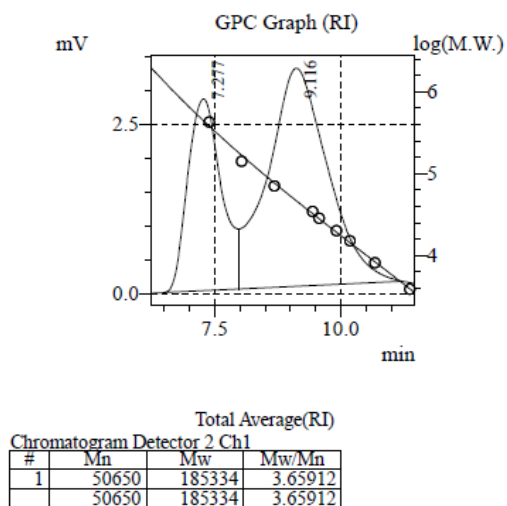 GPC Graph (RI)
mV
log(M.W.)
7.277
9.116
6
2.5
5
4
0.0
7.5 10.0
min
Total Average(RI)
Chromatogram Detector 2 Ch1
# Mn Mw Mw/Mn
1 50650 185334 3.65912
50650 185334 3.65912